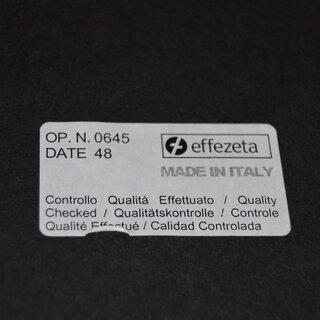 OP. N. 0645
DATE 48
effezeta
MADE IN ITALY
Controllo Qualità Effettuato / Quality
Checked / Qualitätskontrolle / Controle
Qualité Effectué / Calidad Controlada